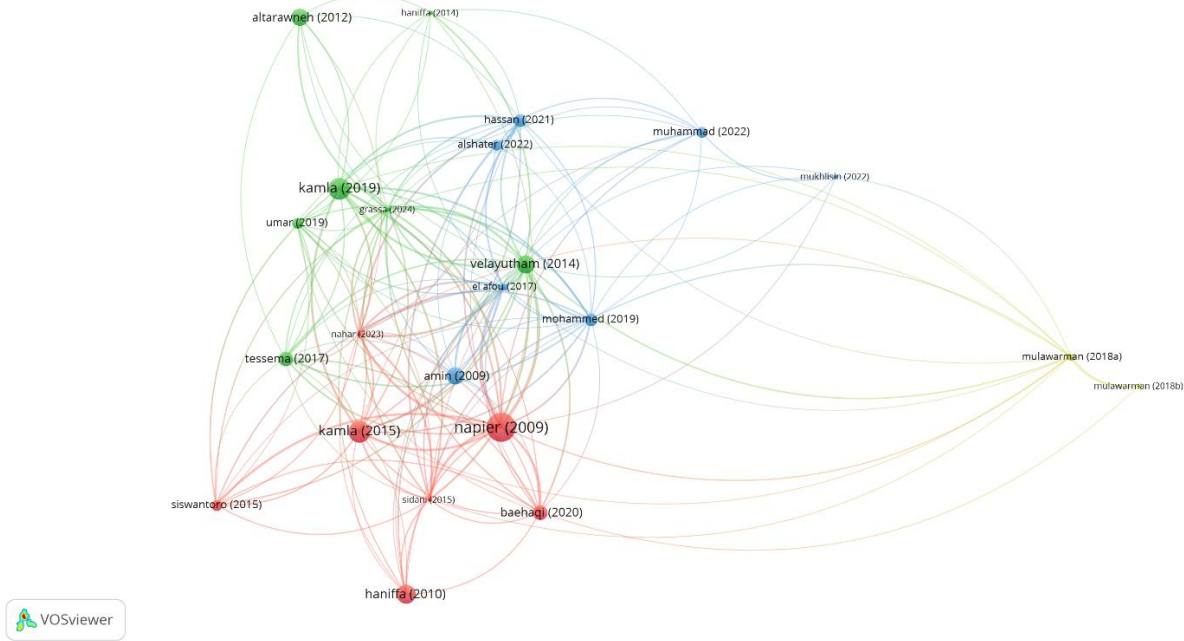 altarawneh (2012)
haniffa (2014)
hassan (2021)
muhammad (2022)
alshater (2022)
mukhlisin (2022)
kamla (2019)
grassa (2024)
umar (2019)
velayutham (2014)
el afou (2017)
mohammed (2019)
nahar (2023)
tessema (2017)
mulawarman (2018a)
amin (2009)
mulawarman (2018b)
napier (2009)
kamla (2015)
sidani (2015)
siswantoro (2015)
baehaqi (2020)
haniffa (2010)
VOSviewer